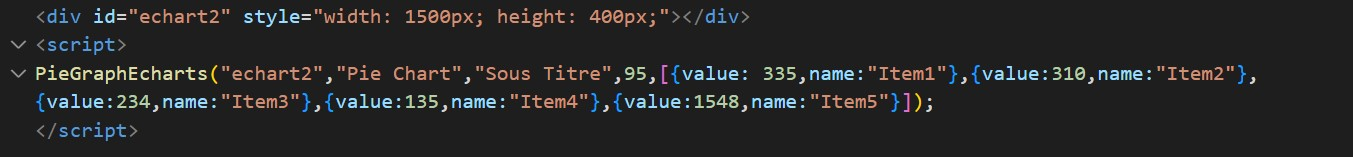 <div id="echart2" style="width: 1500px; height: 400px;"></div>
<script>
PieGraphEcharts("echart2","Pie Chart","Sous Titre",95,[{value: 335,name:"Item1"},{value:310,name:"Item2"},
{value:234,name:"Item3"},{value:135,name:"Item4"},{value:1548,name:"Item5"}]);
</script>